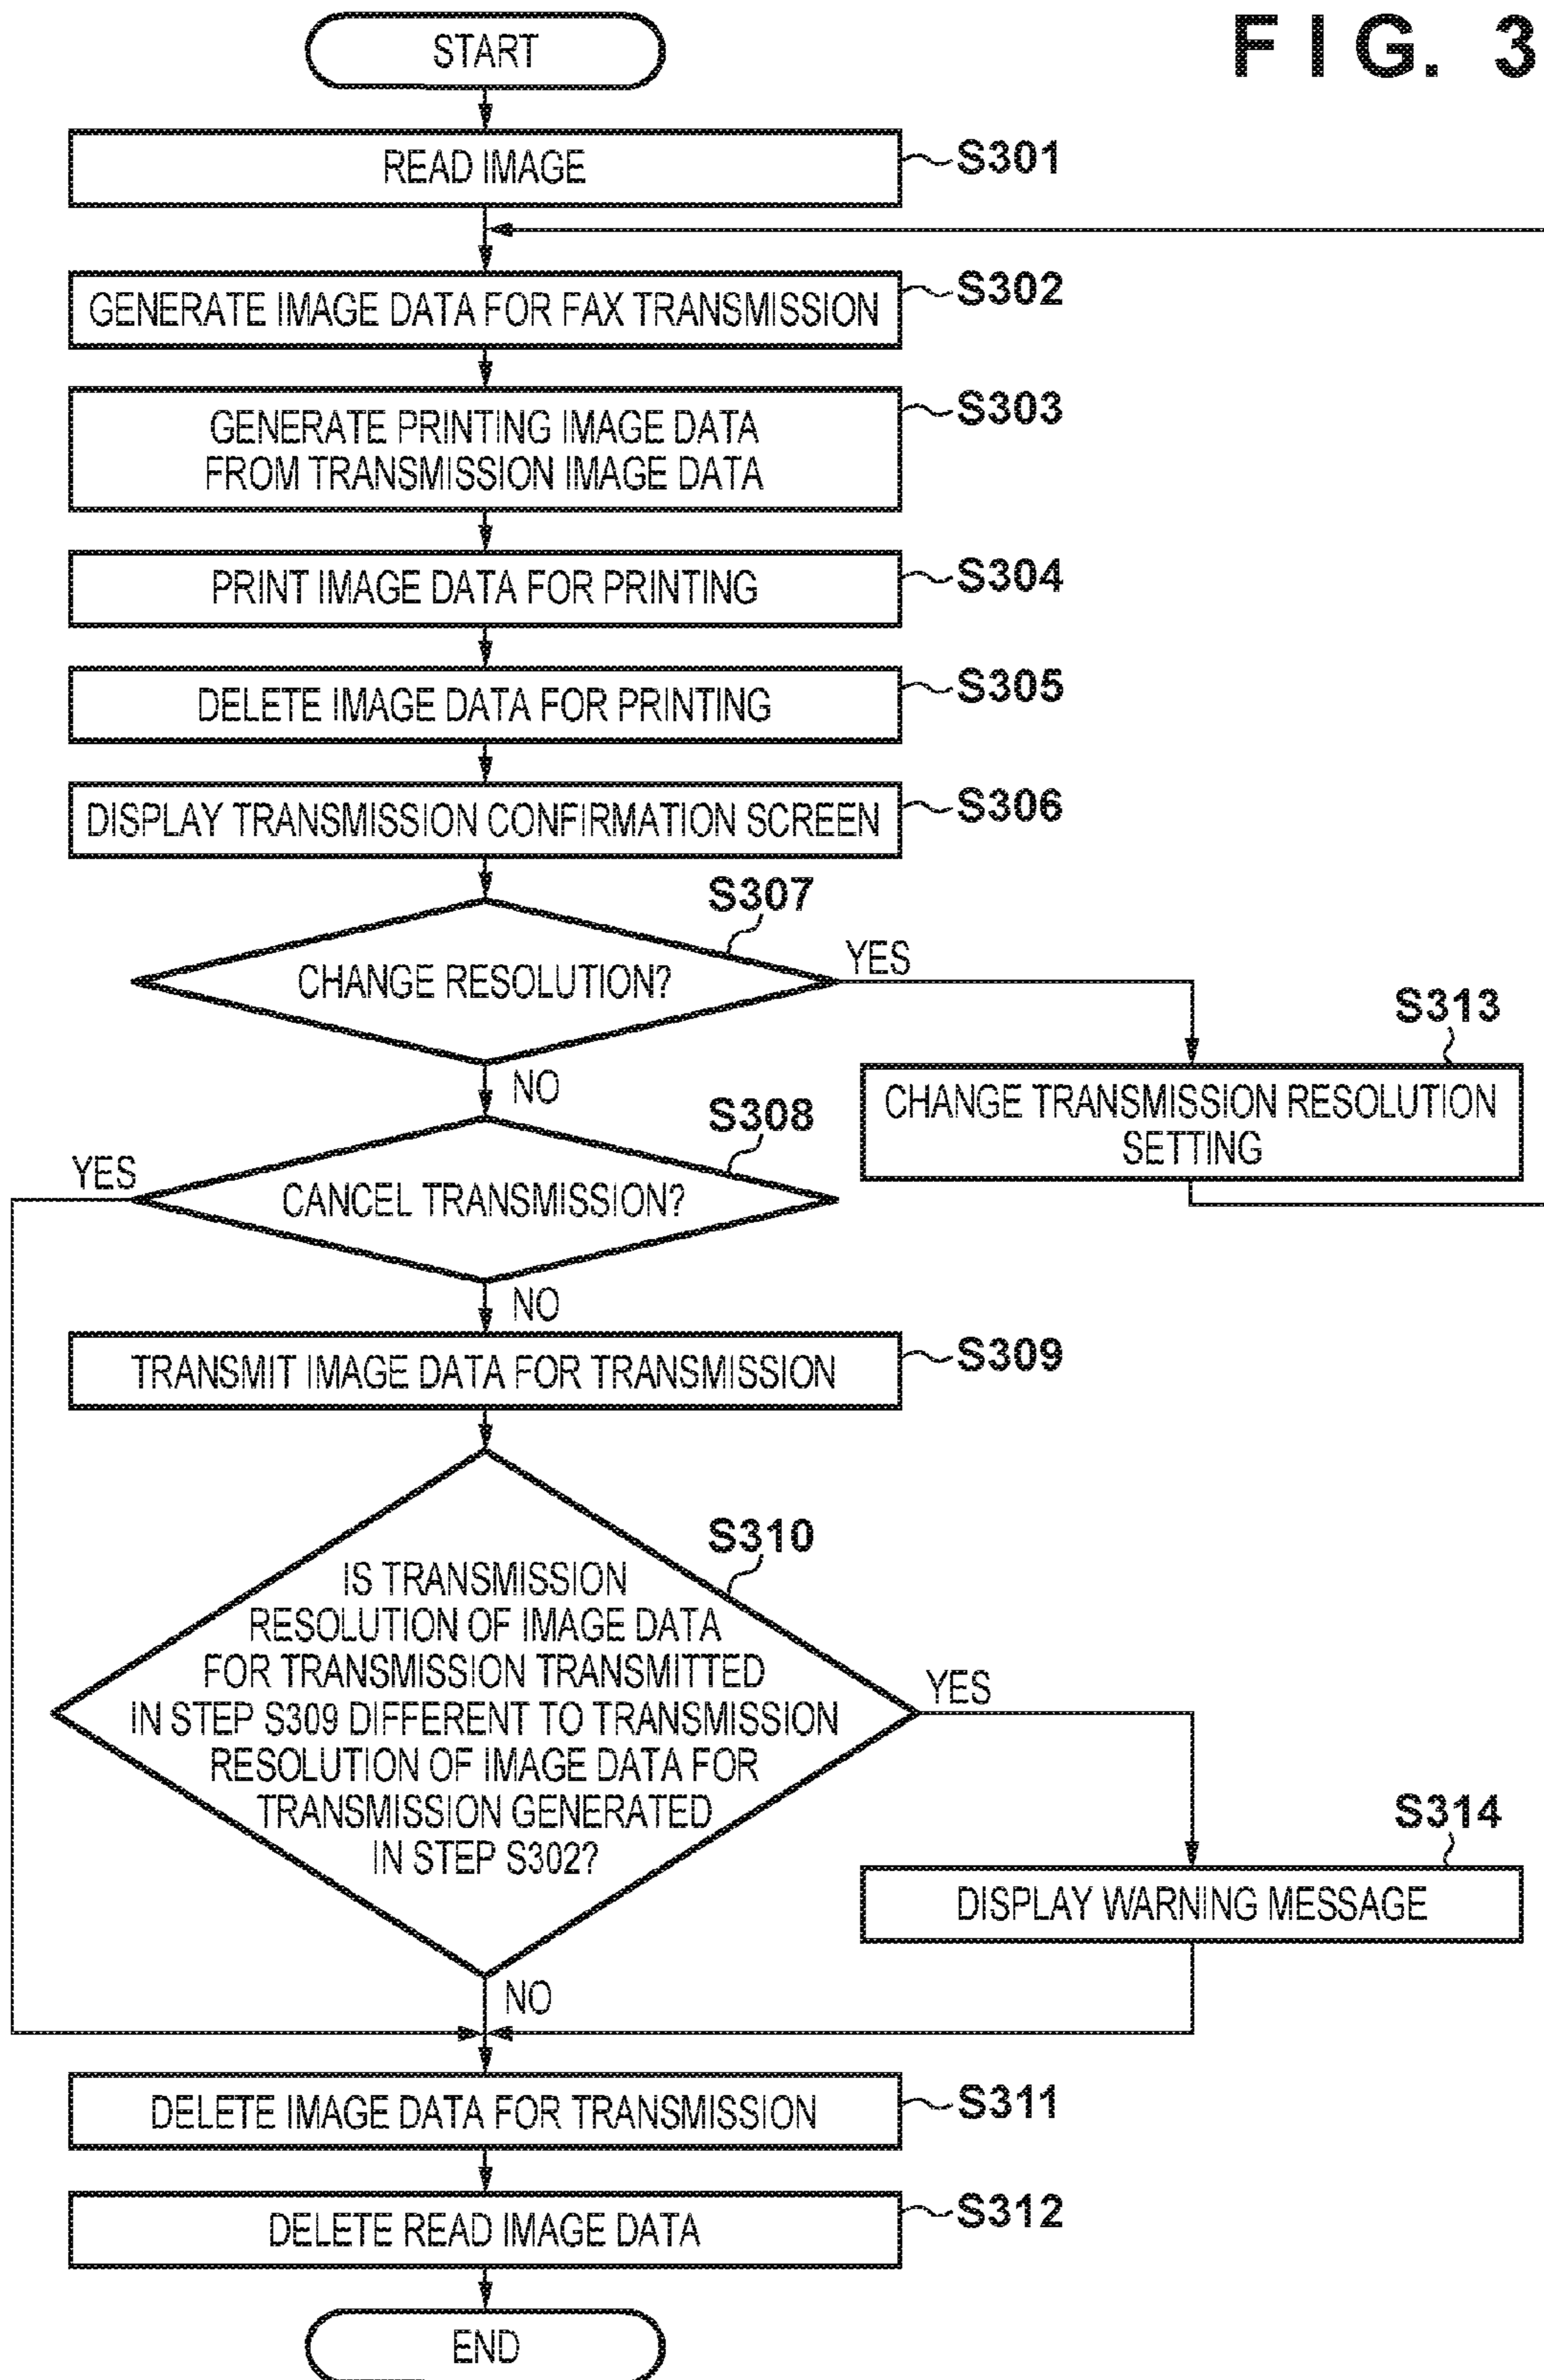 FIG. 3
START
READ IMAGE
S301
GENERATE IMAGE DATA FOR FAX TRANSMISSION
S302
GENERATE PRINTING IMAGE DATA
FROM TRANSMISSION IMAGE DATA
S303
PRINT IMAGE DATA FOR PRINTING
S304
DELETE IMAGE DATA FOR PRINTING
S305
DISPLAY TRANSMISSION CONFIRMATION SCREEN
S306
S307
CHANGE RESOLUTION?
YES
NO
S313
CHANGE TRANSMISSION RESOLUTION
SETTING
S308
CANCEL TRANSMISSION?
YES
NO
TRANSMIT IMAGE DATA FOR TRANSMISSION
S309
S310
IS TRANSMISSION
RESOLUTION OF IMAGE DATA
FOR TRANSMISSION TRANSMITTED
IN STEP S309 DIFFERENT TO TRANSMISSION
RESOLUTION OF IMAGE DATA FOR
TRANSMISSION GENERATED
IN STEP S302?
YES
NO
S314
DISPLAY WARNING MESSAGE
DELETE IMAGE DATA FOR TRANSMISSION
S311
DELETE READ IMAGE DATA
S312
END